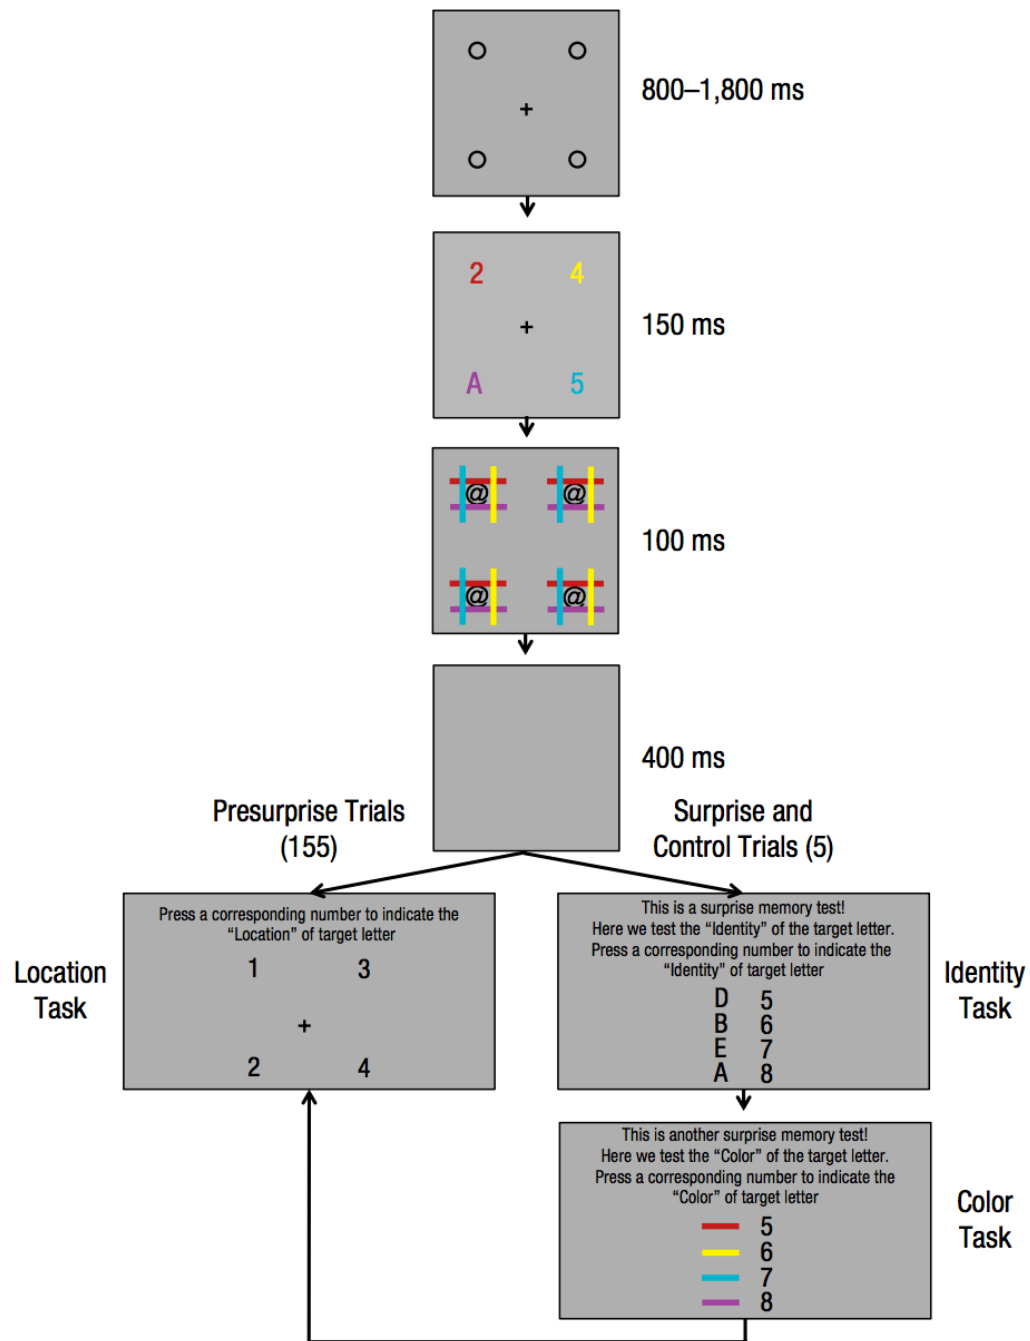 800–1,800 ms
+
2 4
+
150 ms
A 5
@ @
100 ms
@ @
400 ms
Presurprise Trials
(155)
Surprise and
Control Trials (5)
Location
Task
Press a corresponding number to indicate the
“Location” of target letter
1 3
+
2 4
This is a surprise memory test!
Here we test the “Identity” of the target letter.
Press a corresponding number to indicate the
“Identity” of target letter
D 5
B 6
E 7
A 8
Identity
Task
This is another surprise memory test!
Here we test the “Color” of the target letter.
Press a corresponding number to indicate the
“Color” of target letter
5
6
7
8
Color
Task